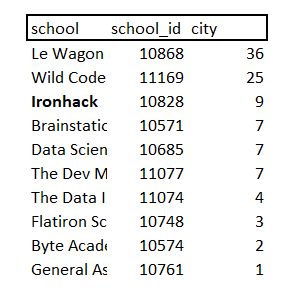 school school_id city
Le Wagon 10868 36
Wild Code 11169 25
Ironhack 10828 9
Brainstatic 10571 7
Data Scien 10685 7
The Dev M 11077 7
The Data I 11074 4
Flatiron Sc 10748 3
Byte Acade 10574 2
General As 10761 1